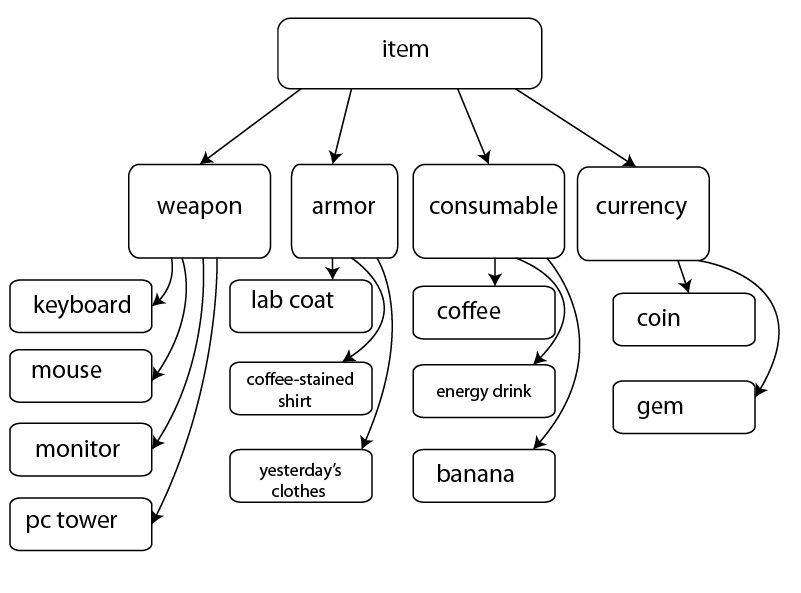 item
weapon
armor
consumable
currency
keyboard
mouse
monitor
pc tower
lab coat
coffee-stained
shirt
yesterday’s
clothes
coffee
energy drink
banana
coin
gem